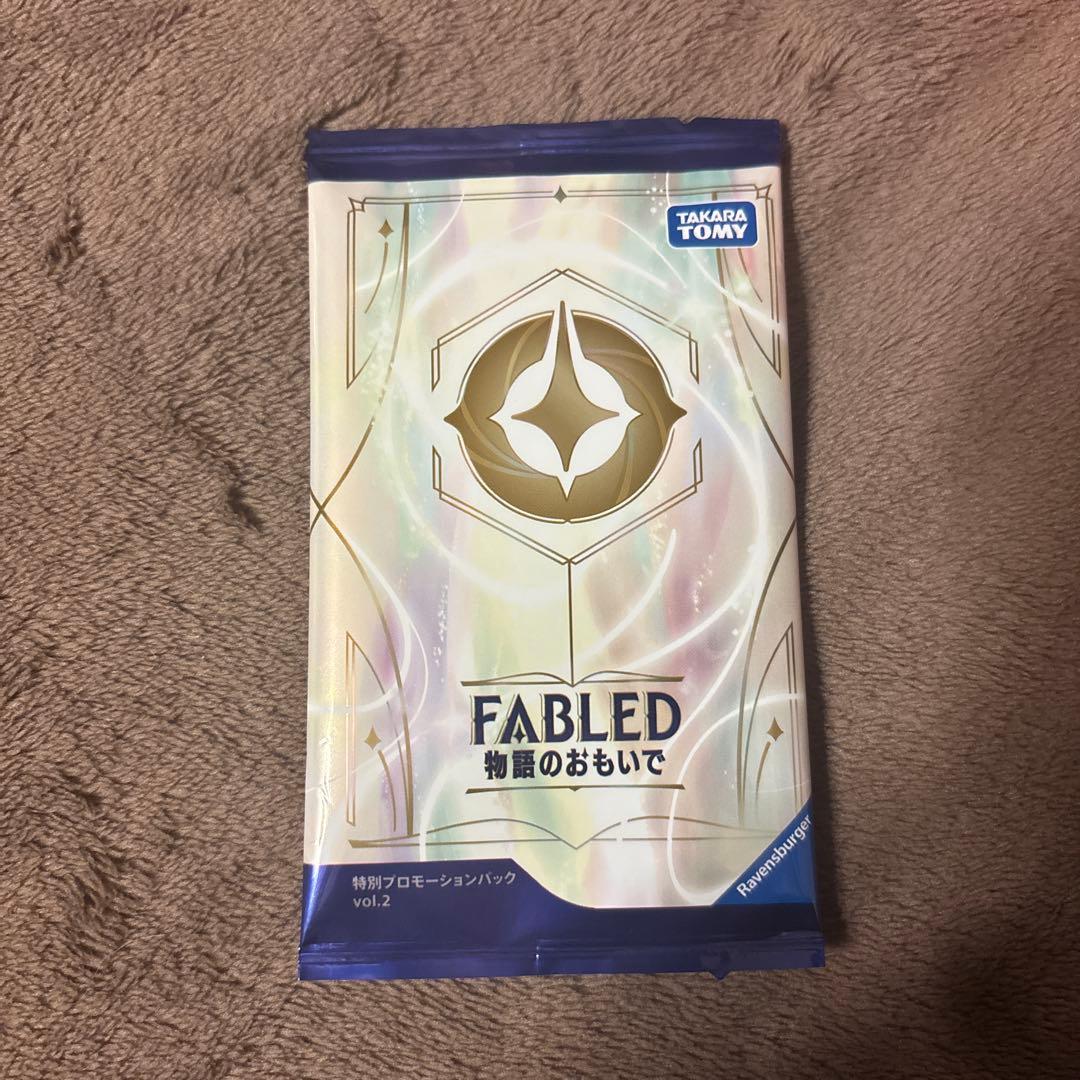 TAKARA
TOMY
FABLED
物語のおもいで
特別プロモーションパック
vol.2
Ravensburger